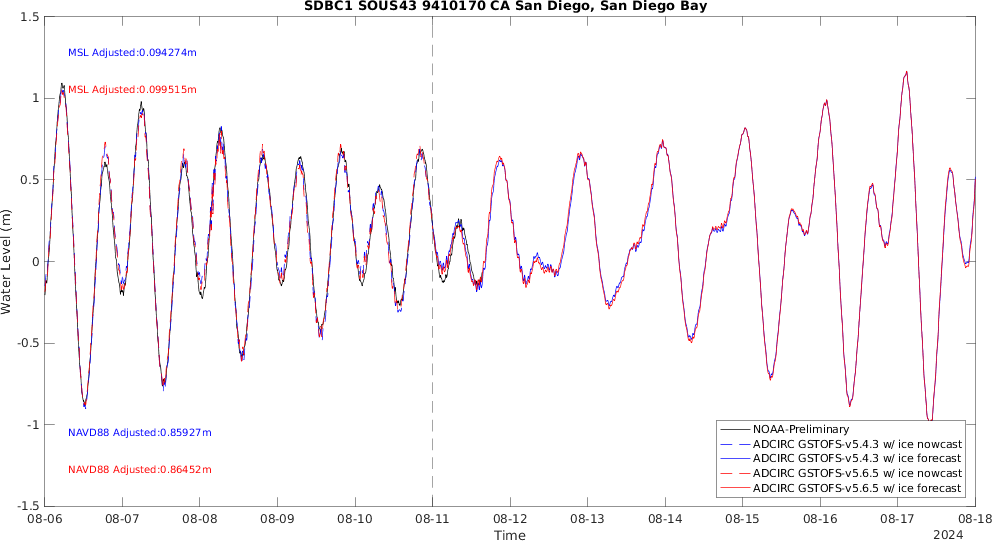 SDBC1 SOUS43 9410170 CA San Diego, San Diego Bay
1.5
MSL Adjusted:0.094274m
1
MSL Adjusted:0.099515m
0.5
Water Level (m)
0
-0.5
-1
NAVD88 Adjusted:0.85927m
NAVD88 Adjusted:0.86452m
-1.5
NOAA-Preliminary
ADCIRC GSTOFS-v5.4.3 w/ ice nowcast
ADCIRC GSTOFS-v5.4.3 w/ ice forecast
ADCIRC GSTOFS-v5.6.5 w/ ice nowcast
ADCIRC GSTOFS-v5.6.5 w/ ice forecast
08-06 08-07 08-08 08-09 08-10 08-11 08-12 08-13 08-14 08-15 08-16 08-17 08-18
Time
2024